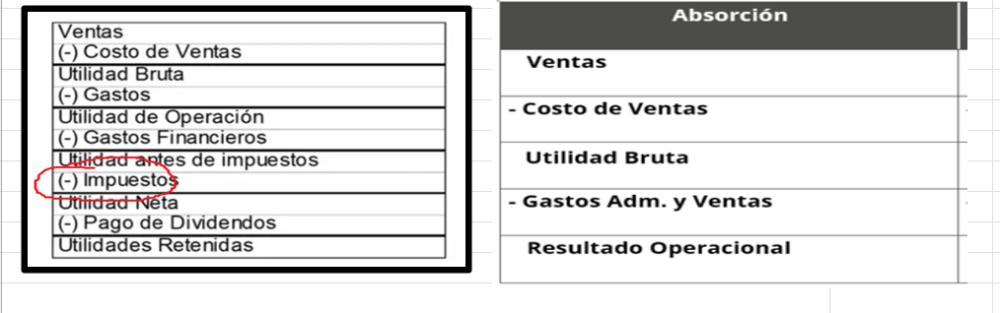 Ventas
(-) Costo de Ventas
Utilidad Bruta
(-) Gastos
Utilidad de Operación
(-) Gastos Financieros
Utilidad antes de impuestos
(-) Impuestos
Utilidad Neta
(-) Pago de Dividendos
Utilidades Retenidas
Absorción
Ventas
- Costo de Ventas
Utilidad Bruta
- Gastos Adm. y Ventas
Resultado Operacional